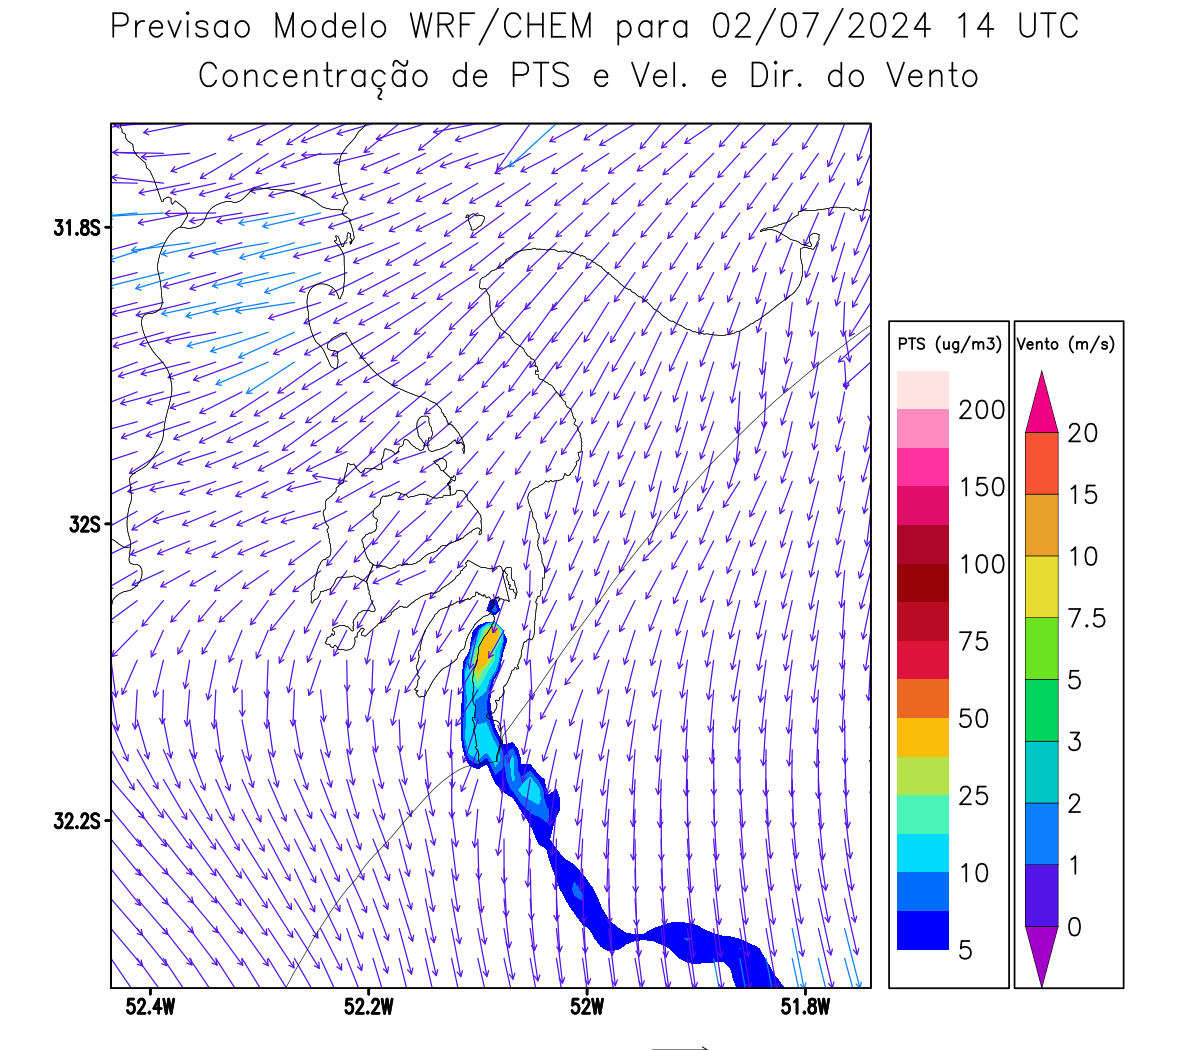 Previsao Modelo WRF/CHEM para 02/07/2024 14 UTC
Concentração de PTS e Vel. e Dir. do Vento
31.8S
32S
32.2S
52.4W 52.2W 52W 51.8W
PTS (ug/m3)
200
150
100
75
50
25
10
5
Vento (m/s)
20
15
10
7.5
5
3
2
1
0